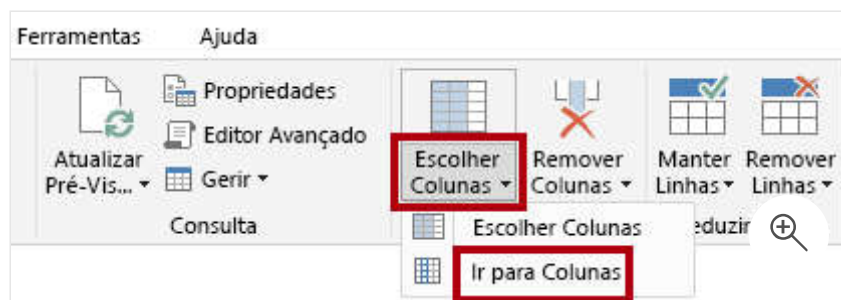 Ferramentas Ajuda
Propriedades
Editor Avançado
Gerir
Atualizar
Pré-Vis...
Consulta
Escolher
Colunas
Remover
Colunas
Manter
Linhas
Remover
Linhas
Escolher Colunas
Ir para Colunas
eduzir